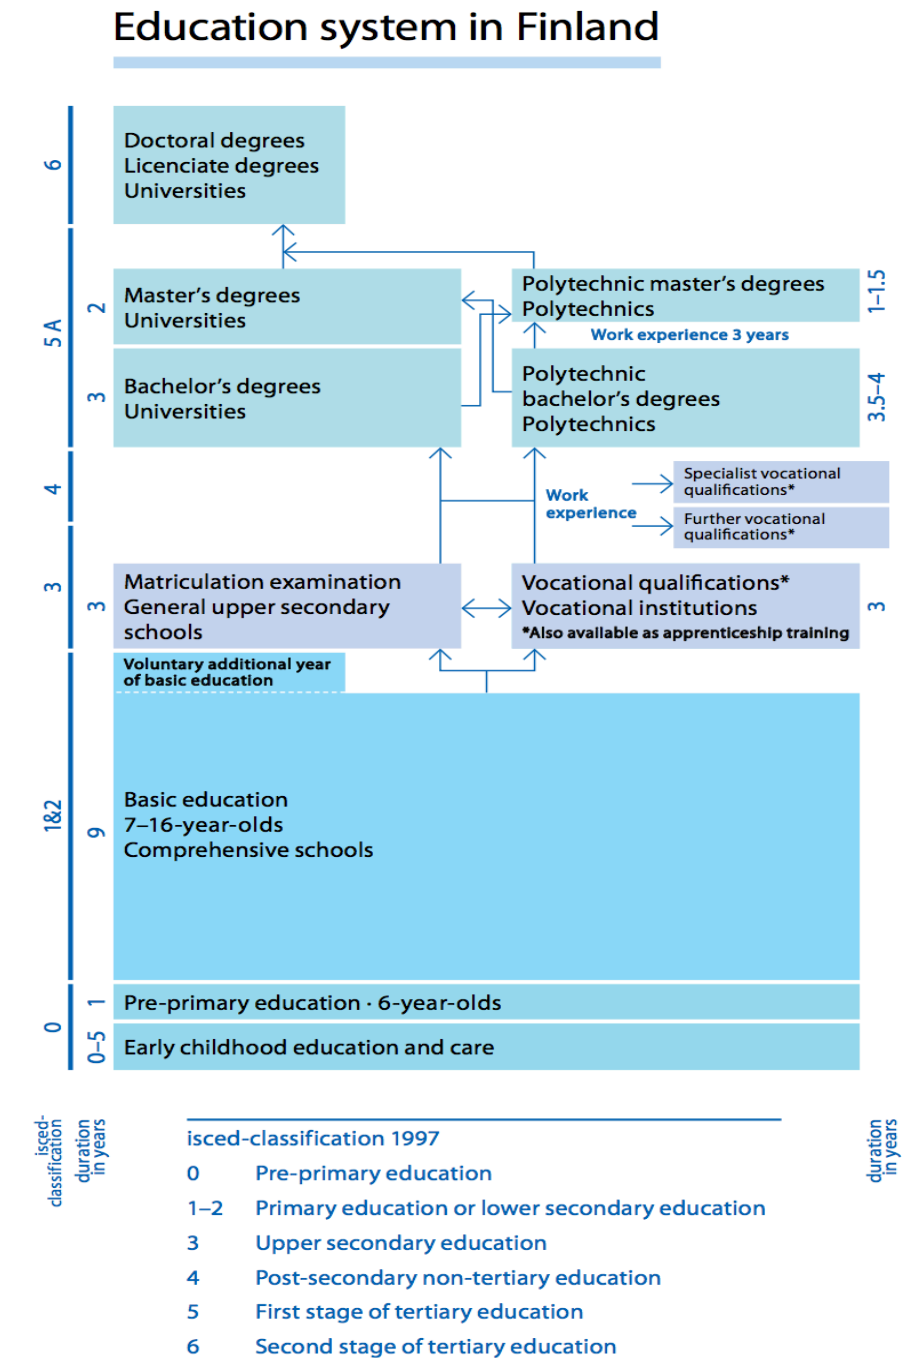 Education system in Finland
6
Doctoral degrees
Licenciate degrees
Universities
5 A
2
Master's degrees
Universities
Polytechnic master's degrees
Polytechnics
1–1.5
Work experience 3 years
3
Bachelor's degrees
Universities
Polytechnic
bachelor's degrees
Polytechnics
3.5–4
4
Work
experience
Specialist vocational
qualifications*
Further vocational
qualifications*
3
3
Matriculation examination
General upper secondary
schools
Vocational qualifications*
Vocational institutions
*Also available as apprenticeship training
3
Voluntary additional year
of basic education
1&2
9
Basic education
7–16-year-olds
Comprehensive schools
0
1
Pre-primary education · 6-year-olds
0–5
Early childhood education and care
isced-
classification
duration
in years
duration
in years
isced-classification 1997
0 Pre-primary education
1–2 Primary education or lower secondary education
3 Upper secondary education
4 Post-secondary non-tertiary education
5 First stage of tertiary education
6 Second stage of tertiary education